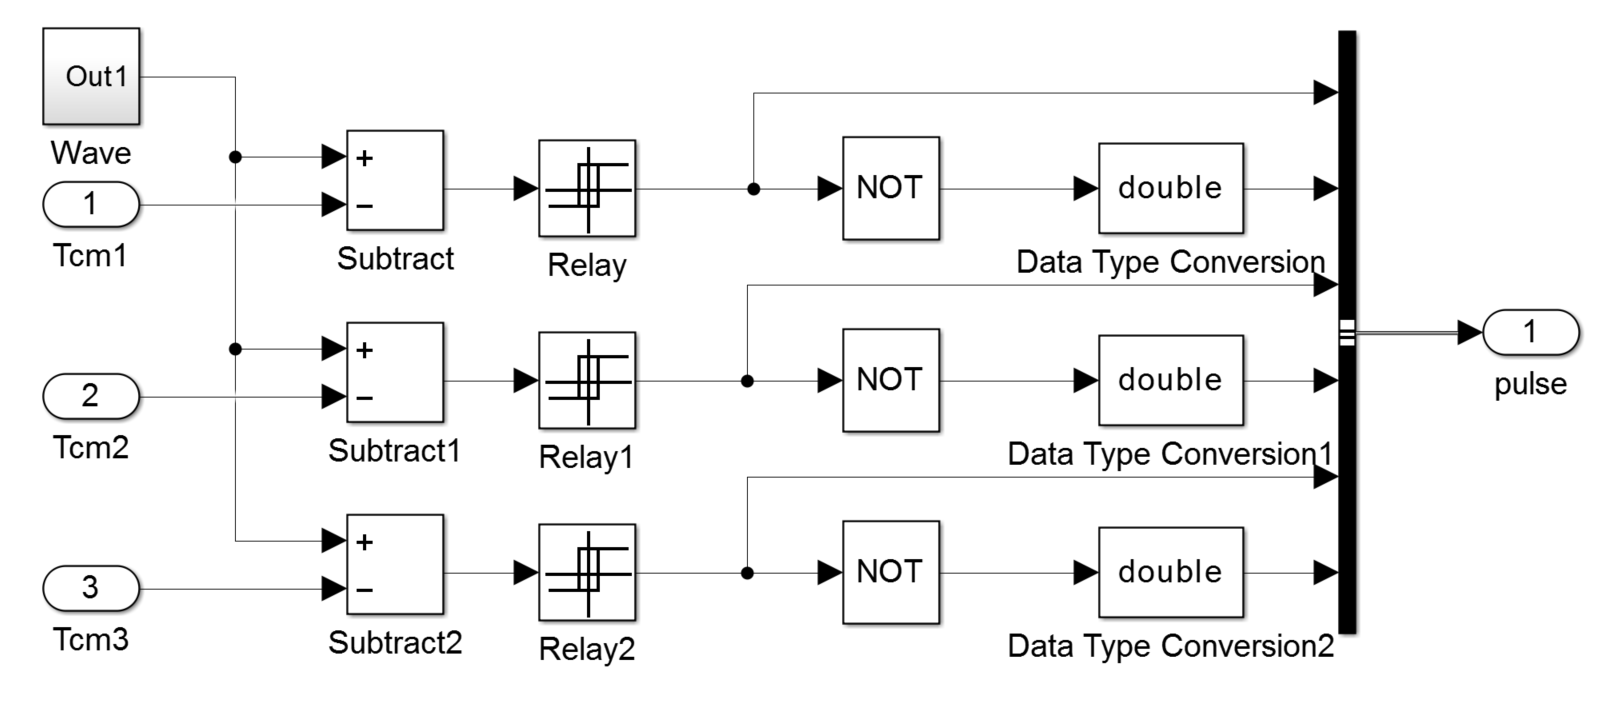 Out1
Wave
1
Tcm1
+
−
Subtract
Relay
NOT
double
Data Type Conversion
2
Tcm2
+
−
Subtract1
Relay1
NOT
double
Data Type Conversion1
1
pulse
3
Tcm3
+
−
Subtract2
Relay2
NOT
double
Data Type Conversion2